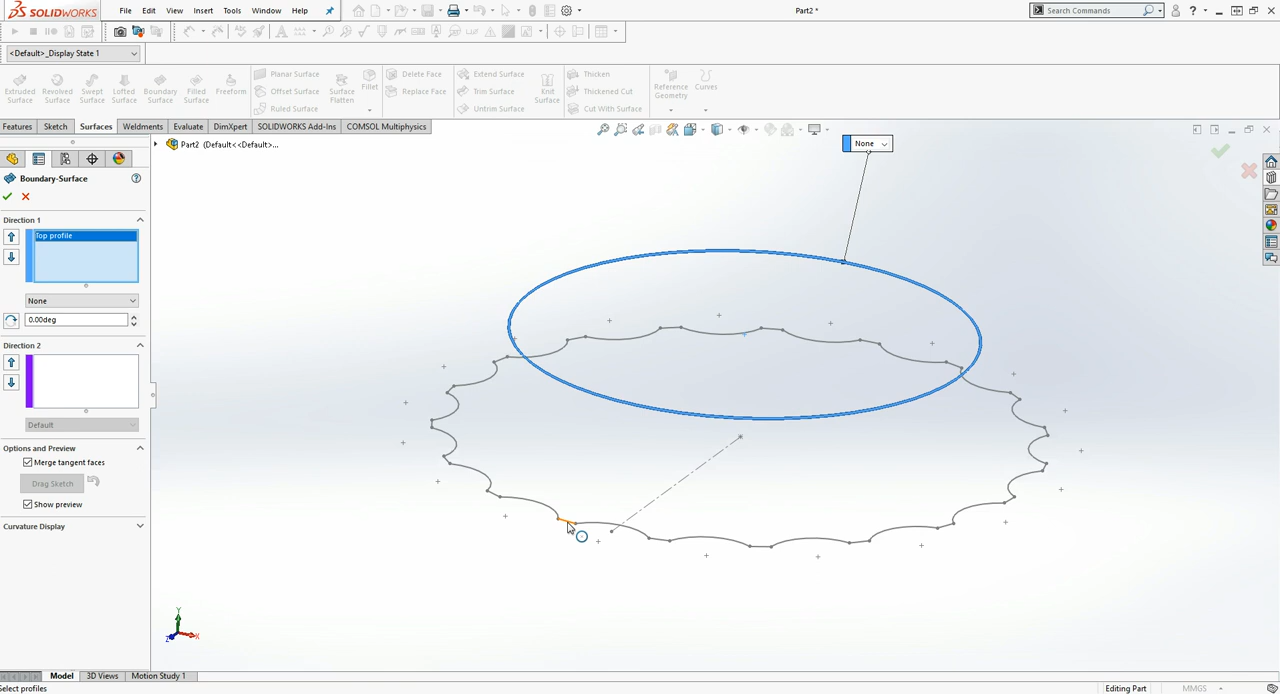 SOLIDWORKS File Edit View Insert Tools Window Help Part2 * Search Commands
<Default>_Display State 1
Extruded Surface Revolved Surface Swept Surface Lofted Surface Boundary Surface Filled Surface Freeform Planar Surface Offset Surface Ruled Surface Surface Flatten Fillet Delete Face Replace Face Extend Surface Trim Surface Untrim Surface Knit Surface Thicken Thickened Cut Cut With Surface Reference Geometry Curves
Features Sketch Surfaces Weldments Evaluate DimXpert SOLIDWORKS Add-Ins COMSOL Multiphysics
Part2 (Default<<Default>...
None
Boundary-Surface
Direction 1
Top profile
None
0.00deg
Direction 2
Default
Options and Preview
Merge tangent faces
Drag Sketch
Show preview
Curvature Display
Y
X
Z
Model 3D Views Motion Study 1
Select profiles Editing Part MMGS